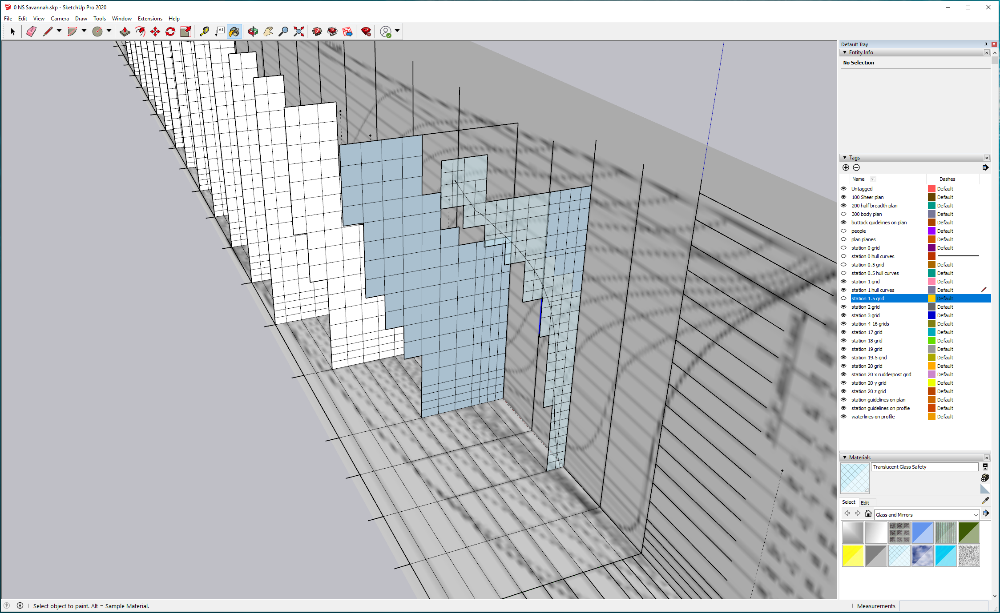 0 NS Savannah.skp - SketchUp Pro 2020
File Edit View Camera Draw Tools Window Extensions Help
A1
Default Tray
Entity Info
No Selection
Tags
Name Dashes
Untagged Default
100 Sheer plan Default
200 half breadth plan Default
300 body plan Default
buttock guidelines on plan Default
people Default
plan planes Default
station 0 grid Default
station 0 hull curves
station 0.5 grid Default
station 0.5 hull curves Default
station 1 grid Default
station 1 hull curves Default
station 1.5 grid Default
station 2 grid Default
station 3 grid Default
station 4-16 grids Default
station 17 grid Default
station 18 grid Default
station 19 grid Default
station 19.5 grid Default
station 20 grid Default
station 20 x rudderpost grid Default
station 20 y grid Default
station 20 z grid Default
station guidelines on plan Default
station guidelines on profile Default
waterlines on profile Default
Materials
Translucent Glass Safety
Select Edit
Glass and Mirrors
Select object to paint. Alt = Sample Material.
Measurements